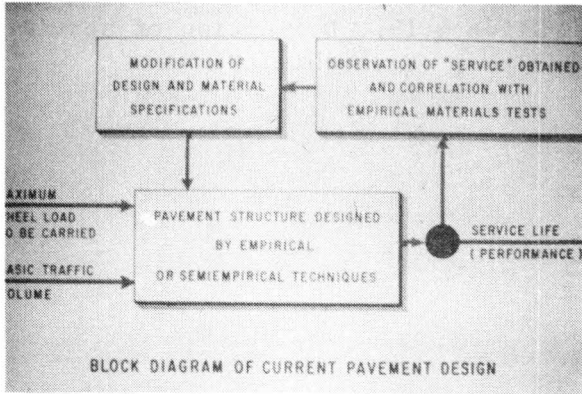 MODIFICATION OF
DESIGN AND MATERIAL
SPECIFICATIONS
OBSERVATION OF "SERVICE" OBTAINED
AND CORRELATION WITH
EMPIRICAL MATERIALS TESTS
AXIMUM
HEEL LOAD
O BE CARRIED
ASIC TRAFFIC
OLUME
PAVEMENT STRUCTURE DESIGNED
BY EMPIRICAL
OR SEMIEMPIRICAL TECHNIQUES
SERVICE LIFE
(PERFORMANCE)
BLOCK DIAGRAM OF CURRENT PAVEMENT DESIGN